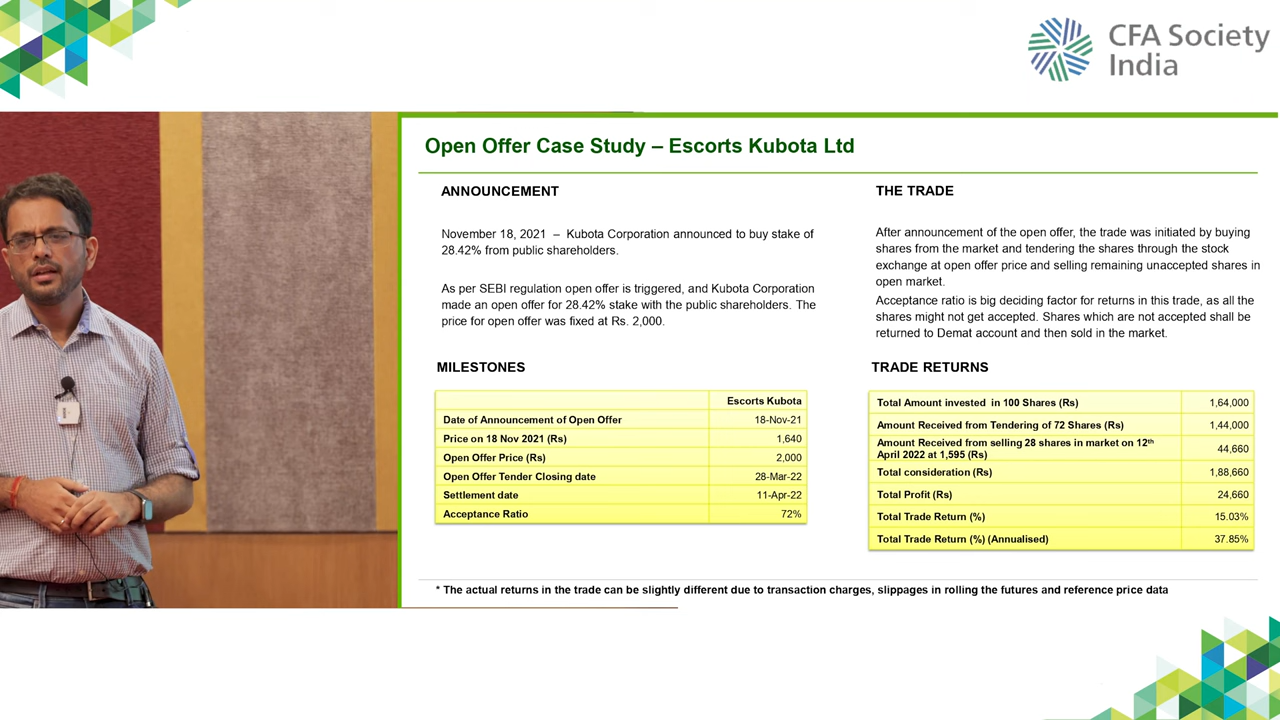 CFA Society
India
Open Offer Case Study – Escorts Kubota Ltd
ANNOUNCEMENT
November 18, 2021 – Kubota Corporation announced to buy stake of
28.42% from public shareholders.
As per SEBI regulation open offer is triggered, and Kubota Corporation
made an open offer for 28.42% stake with the public shareholders. The
price for open offer was fixed at Rs. 2,000.
THE TRADE
After announcement of the open offer, the trade was initiated by buying
shares from the market and tendering the shares through the stock
exchange at open offer price and selling remaining unaccepted shares in
open market.
Acceptance ratio is big deciding factor for returns in this trade, as all the
shares might not get accepted. Shares which are not accepted shall be
returned to Demat account and then sold in the market.
MILESTONES
Escorts Kubota
Date of Announcement of Open Offer 18-Nov-21
Price on 18 Nov 2021 (Rs) 1,640
Open Offer Price (Rs) 2,000
Open Offer Tender Closing date 28-Mar-22
Settlement date 11-Apr-22
Acceptance Ratio 72%
TRADE RETURNS
Total Amount invested in 100 Shares (Rs) 1,64,000
Amount Received from Tendering of 72 Shares (Rs) 1,44,000
Amount Received from selling 28 shares in market on 12th
April 2022 at 1,595 (Rs) 44,660
Total consideration (Rs) 1,88,660
Total Profit (Rs) 24,660
Total Trade Return (%) 15.03%
Total Trade Return (%) (Annualised) 37.85%
* The actual returns in the trade can be slightly different due to transaction charges, slippages in rolling the futures and reference price data